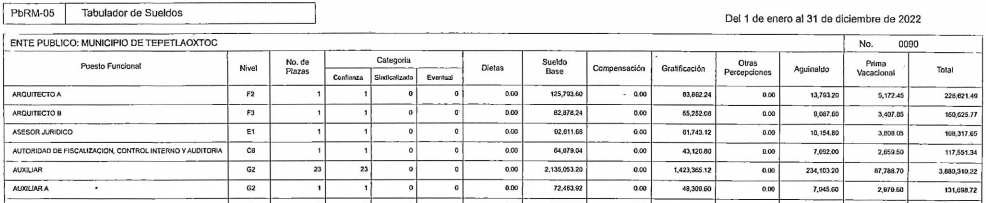 PbRM-05 Tabulador de Sueldos
Del 1 de enero al 31 de diciembre de 2022
ENTE PUBLICO: MUNICIPIO DE TEPETLAOXTOC No. 0090
Puesto Funcional Nivel No. de Plazas Categoria Dietas Sueldo Base Compensación Gratificación Otras Percepciones Aguinaldo Prima Vacacional Total
Confianza Sindicalizado Eventual
ARQUITECTO A F2 1 1 0 0 0.00 125,793.60 0.00 83,862.24 0.00 13,793.20 5,172.45 228,621.49
ARQUITECTO B F3 1 1 0 0 0.00 82,878.24 0.00 55,252.08 0.00 9,087.60 3,407.85 150,625.77
ASESOR JURIDICO E1 1 1 0 0 0.00 92,611.68 0.00 61,743.12 0.00 10,154.80 3,808.05 168,317.65
AUTORIDAD DE FISCALIZACION, CONTROL INTERNO Y AUDITORIA C8 1 1 0 0 0.00 64,679.04 0.00 43,120.80 0.00 7,092.00 2,659.50 117,551.34
AUXILIAR G2 23 23 0 0 0.00 2,135,053.20 0.00 1,423,365.12 0.00 234,103.20 87,788.70 3,880,310.22
AUXILIAR A G2 1 1 0 0 0.00 72,463.92 0.00 48,309.60 0.00 7,945.60 2,979.60 131,698.72